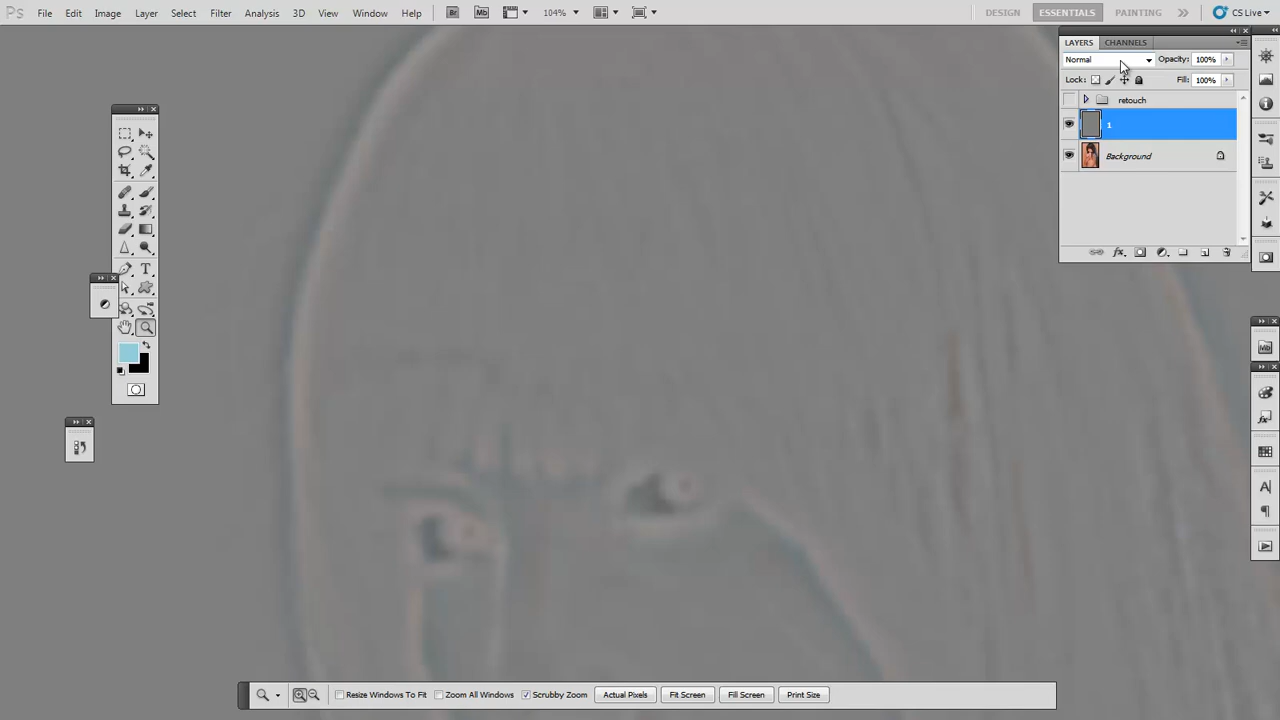 Ps File Edit Image Layer Select Filter Analysis 3D View Window Help Br Mb 104% DESIGN ESSENTIALS PAINTING CS Live
LAYERS CHANNELS
Normal Opacity: 100%
Lock: Fill: 100%
retouch
1
Background
fx
T
Mb
A
Resize Windows To Fit Zoom All Windows Scrubby Zoom Actual Pixels Fit Screen Fill Screen Print Size